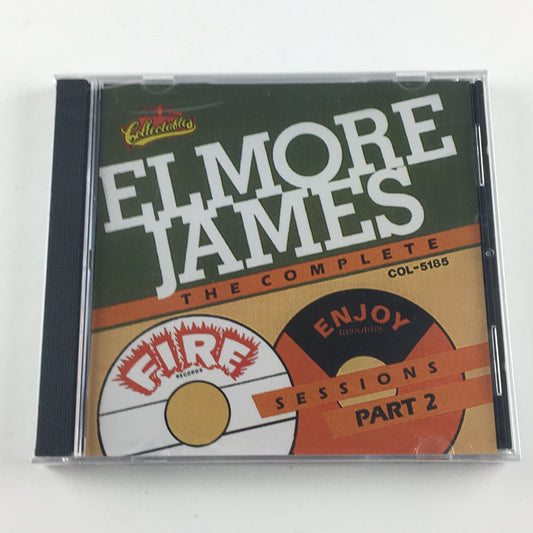 Collectables
ELMORE
JAMES
THE COMPLETE
COL-5185
FIRE
RECORDS
ENJOY
RECORDS
SESSIONS
PART 2